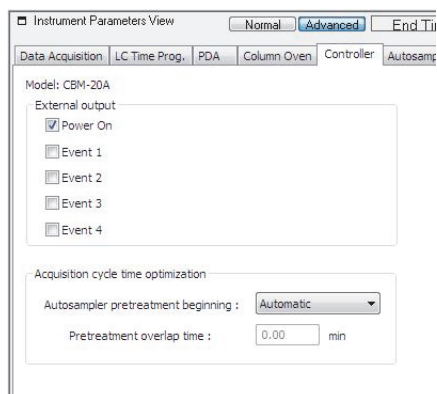 Instrument Parameters View Normal Advanced
Data Acquisition LC Time Prog. PDA Column Oven Controller
Model: CBM-20A
External output
Power On
Event 1
Event 2
Event 3
Event 4
Acquisition cycle time optimization
Autosampler pretreatment beginning : Automatic
Pretreatment overlap time : 0.00 min